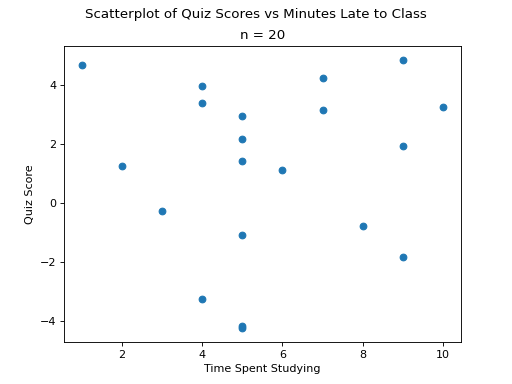 Scatterplot of Quiz Scores vs Minutes Late to Class
n = 20
4
2
0
−2
−4
Quiz Score
2 4 6 8 10
Time Spent Studying